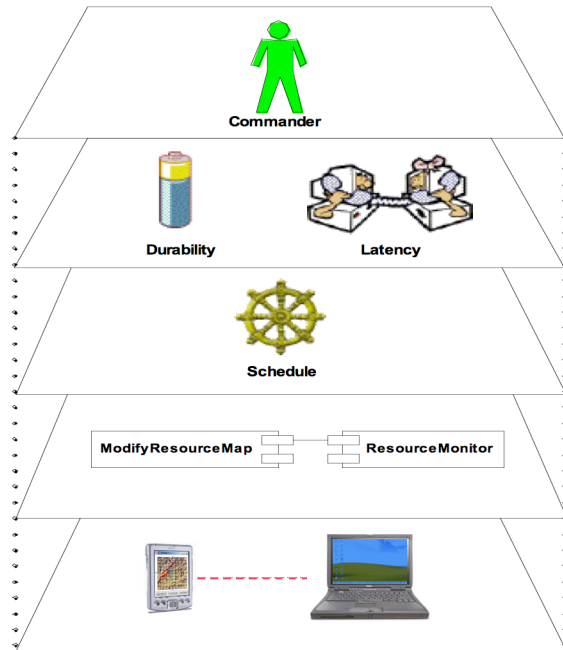 Commander
Durability
Latency
Schedule
ModifyResourceMap
ResourceMonitor